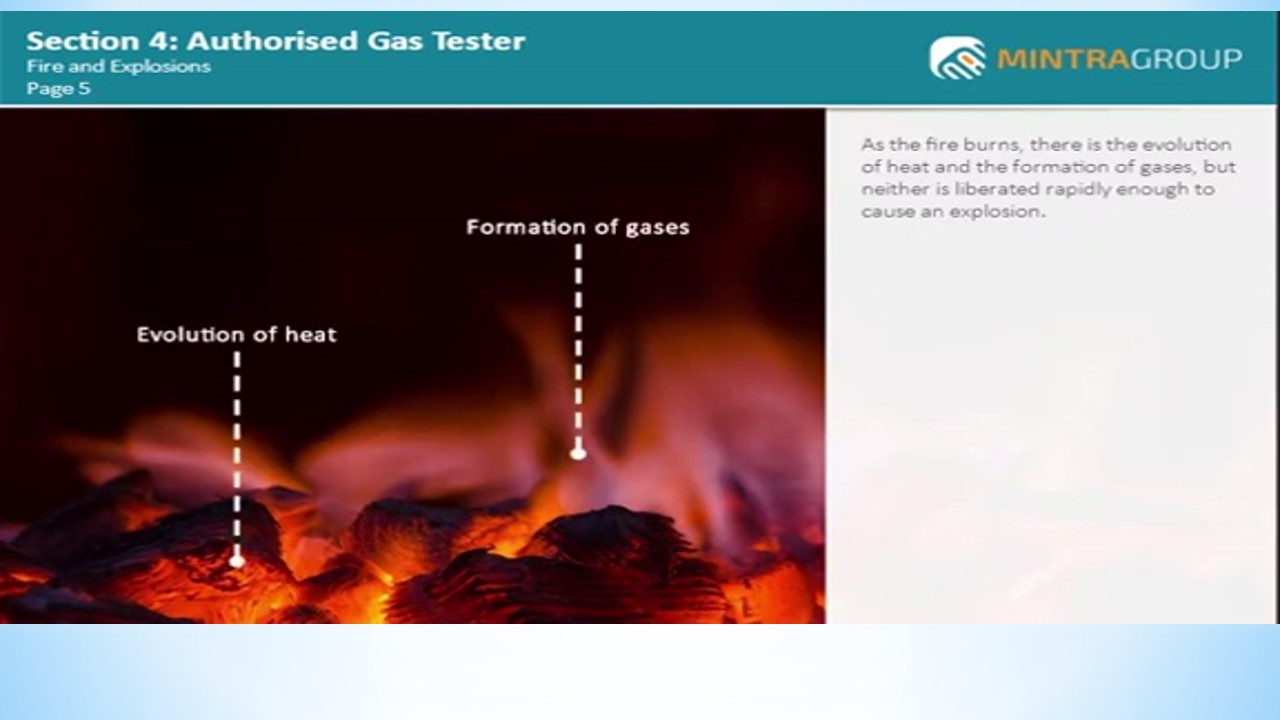 Section 4: Authorised Gas Tester
Fire and Explosions
Page 5
MINTRAGROUP
As the fire burns, there is the evolution
of heat and the formation of gases, but
neither is liberated rapidly enough to
cause an explosion.
Formation of gases
Evolution of heat